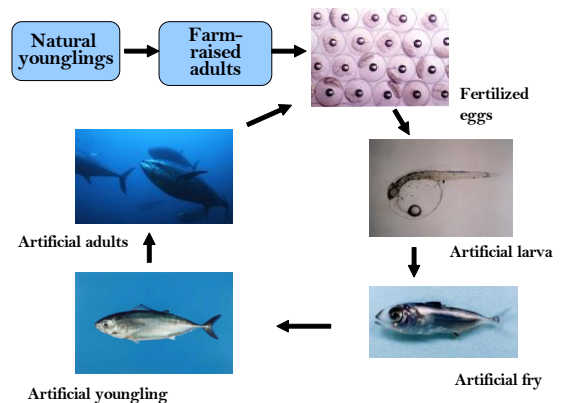 Natural
younglings
Farm-
raised
adults
Fertilized
eggs
Artificial larva
Artificial fry
Artificial youngling
Artificial adults